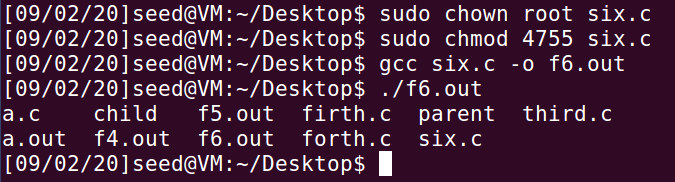 [09/02/20]seed@VM:~/Desktop$ sudo chown root six.c
[09/02/20]seed@VM:~/Desktop$ sudo chmod 4755 six.c
[09/02/20]seed@VM:~/Desktop$ gcc six.c -o f6.out
[09/02/20]seed@VM:~/Desktop$ ./f6.out
a.c    child   f5.out  firth.c  parent  third.c
a.out  f4.out  f6.out  forth.c  six.c
[09/02/20]seed@VM:~/Desktop$